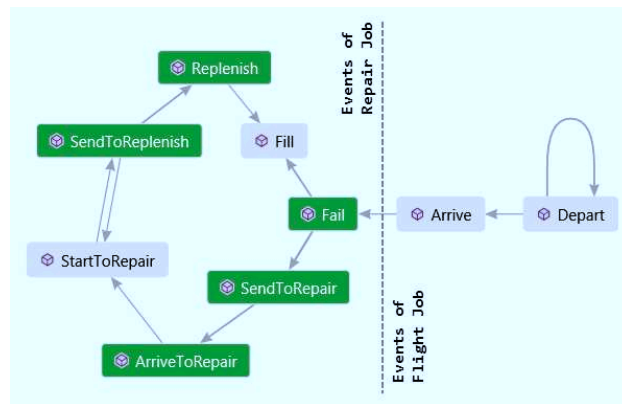 Replenish
Events of
Repair Job
SendToReplenish
Fill
Fail
Arrive
Depart
StartToRepair
SendToRepair
Events of
Flight Job
ArriveToRepair